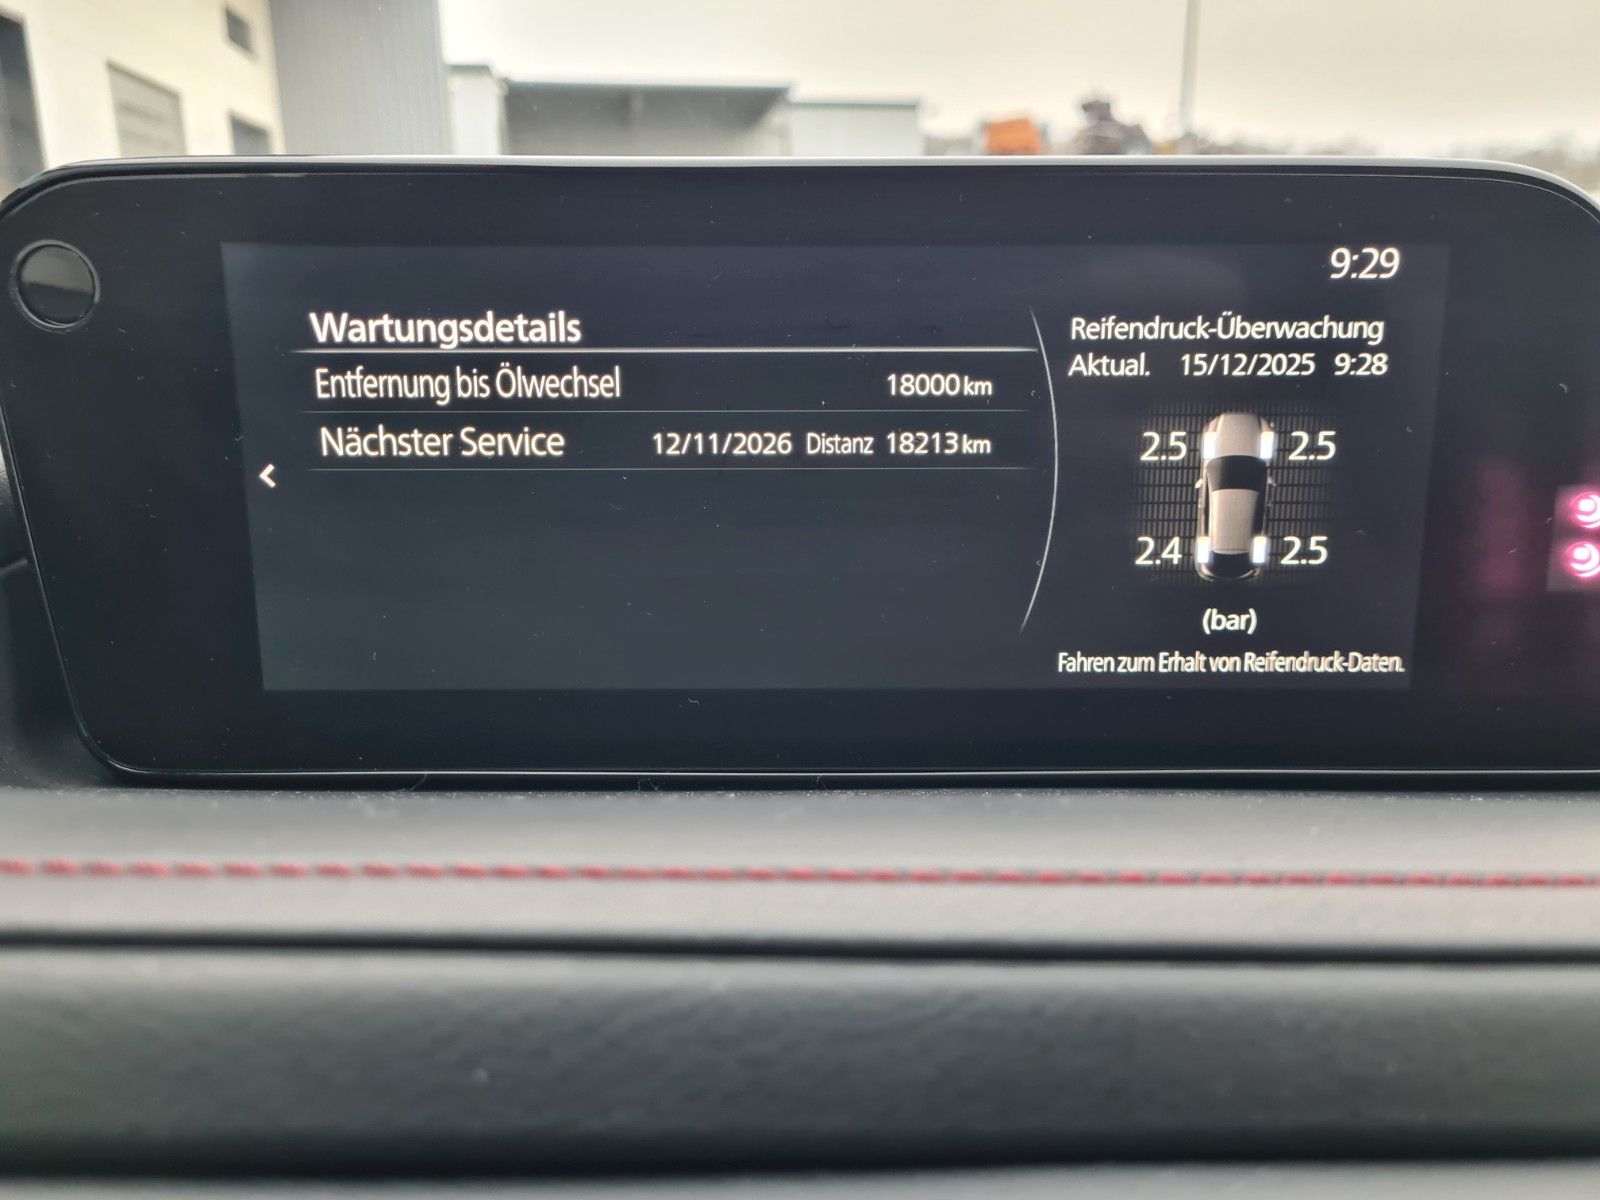 9:29
Wartungsdetails
Entfernung bis Ölwechsel 18000 km
Nächster Service 12/11/2026 Distanz 18213 km
Reifendruck-Überwachung
Aktual. 15/12/2025 9:28
2.5 2.5
2.4 2.5
(bar)
Fahren zum Erhalt von Reifendruck-Daten.